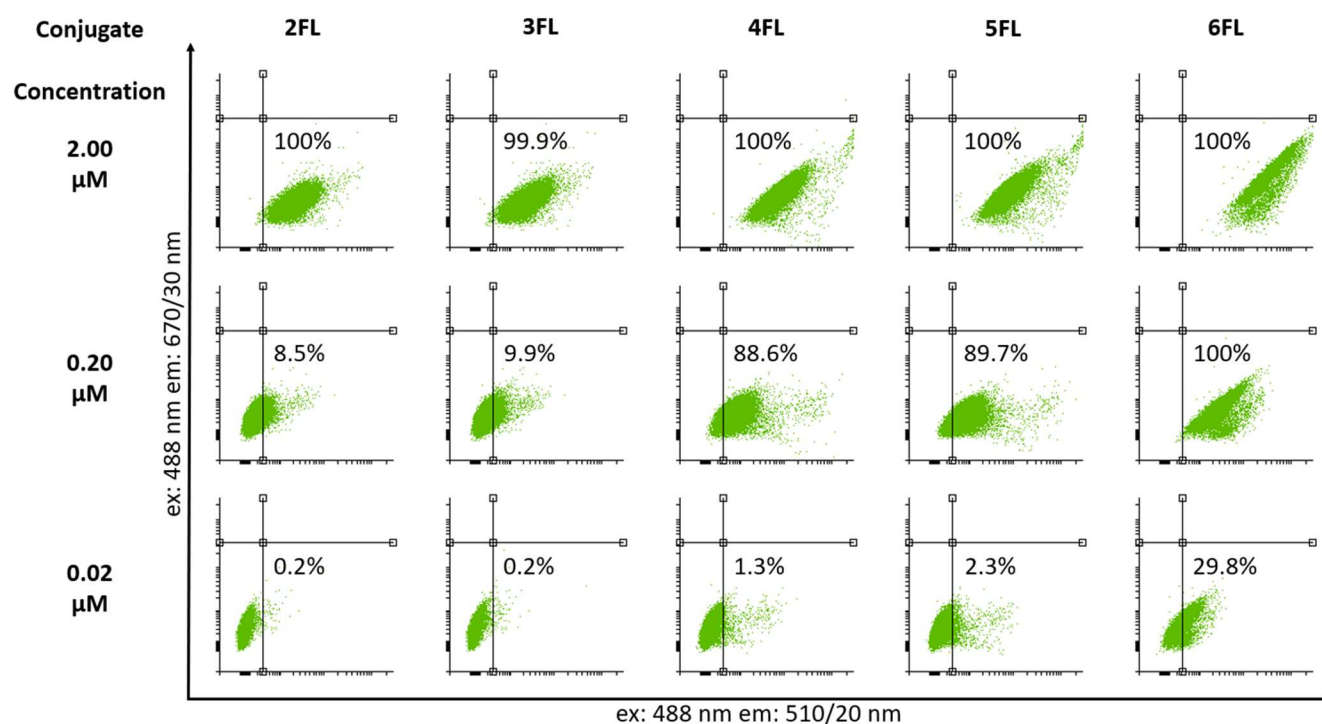 Conjugate 2FL 3FL 4FL 5FL 6FL
Concentration
2.00
µM
100% 99.9% 100% 100% 100%
0.20
µM
8.5% 9.9% 88.6% 89.7% 100%
0.02
µM
0.2% 0.2% 1.3% 2.3% 29.8%
ex: 488 nm em: 670/30 nm
ex: 488 nm em: 510/20 nm